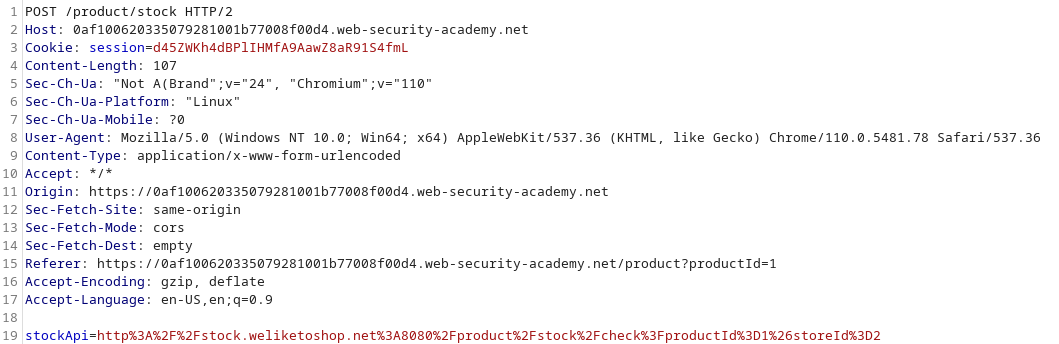 1 POST /product/stock HTTP/2
2 Host: 0af100620335079281001b77008f00d4.web-security-academy.net
3 Cookie: session=d45ZWKh4dBPlIHMfA9AawZ8aR91S4fmL
4 Content-Length: 107
5 Sec-Ch-Ua: "Not A(Brand";v="24", "Chromium";v="110"
6 Sec-Ch-Ua-Platform: "Linux"
7 Sec-Ch-Ua-Mobile: ?0
8 User-Agent: Mozilla/5.0 (Windows NT 10.0; Win64; x64) AppleWebKit/537.36 (KHTML, like Gecko) Chrome/110.0.5481.78 Safari/537.36
9 Content-Type: application/x-www-form-urlencoded
10 Accept: */*
11 Origin: https://0af100620335079281001b77008f00d4.web-security-academy.net
12 Sec-Fetch-Site: same-origin
13 Sec-Fetch-Mode: cors
14 Sec-Fetch-Dest: empty
15 Referer: https://0af100620335079281001b77008f00d4.web-security-academy.net/product?productId=1
16 Accept-Encoding: gzip, deflate
17 Accept-Language: en-US,en;q=0.9
18
19 stockApi=http%3A%2F%2Fstock.weliketoshop.net%3A8080%2Fproduct%2Fstock%2Fcheck%3FproductId%3D1%26storeId%3D2